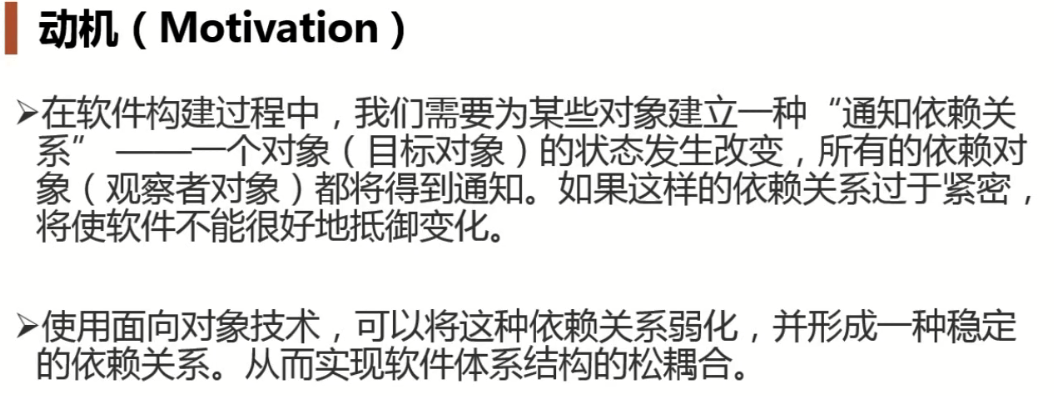 动机（Motivation）
➢在软件构建过程中，我们需要为某些对象建立一种“通知依赖关
系” ——一个对象（目标对象）的状态发生改变，所有的依赖对
象（观察者对象）都将得到通知。如果这样的依赖关系过于紧密，
将使软件不能很好地抵御变化。
➢使用面向对象技术，可以将这种依赖关系弱化，并形成一种稳定
的依赖关系。从而实现软件体系结构的松耦合。